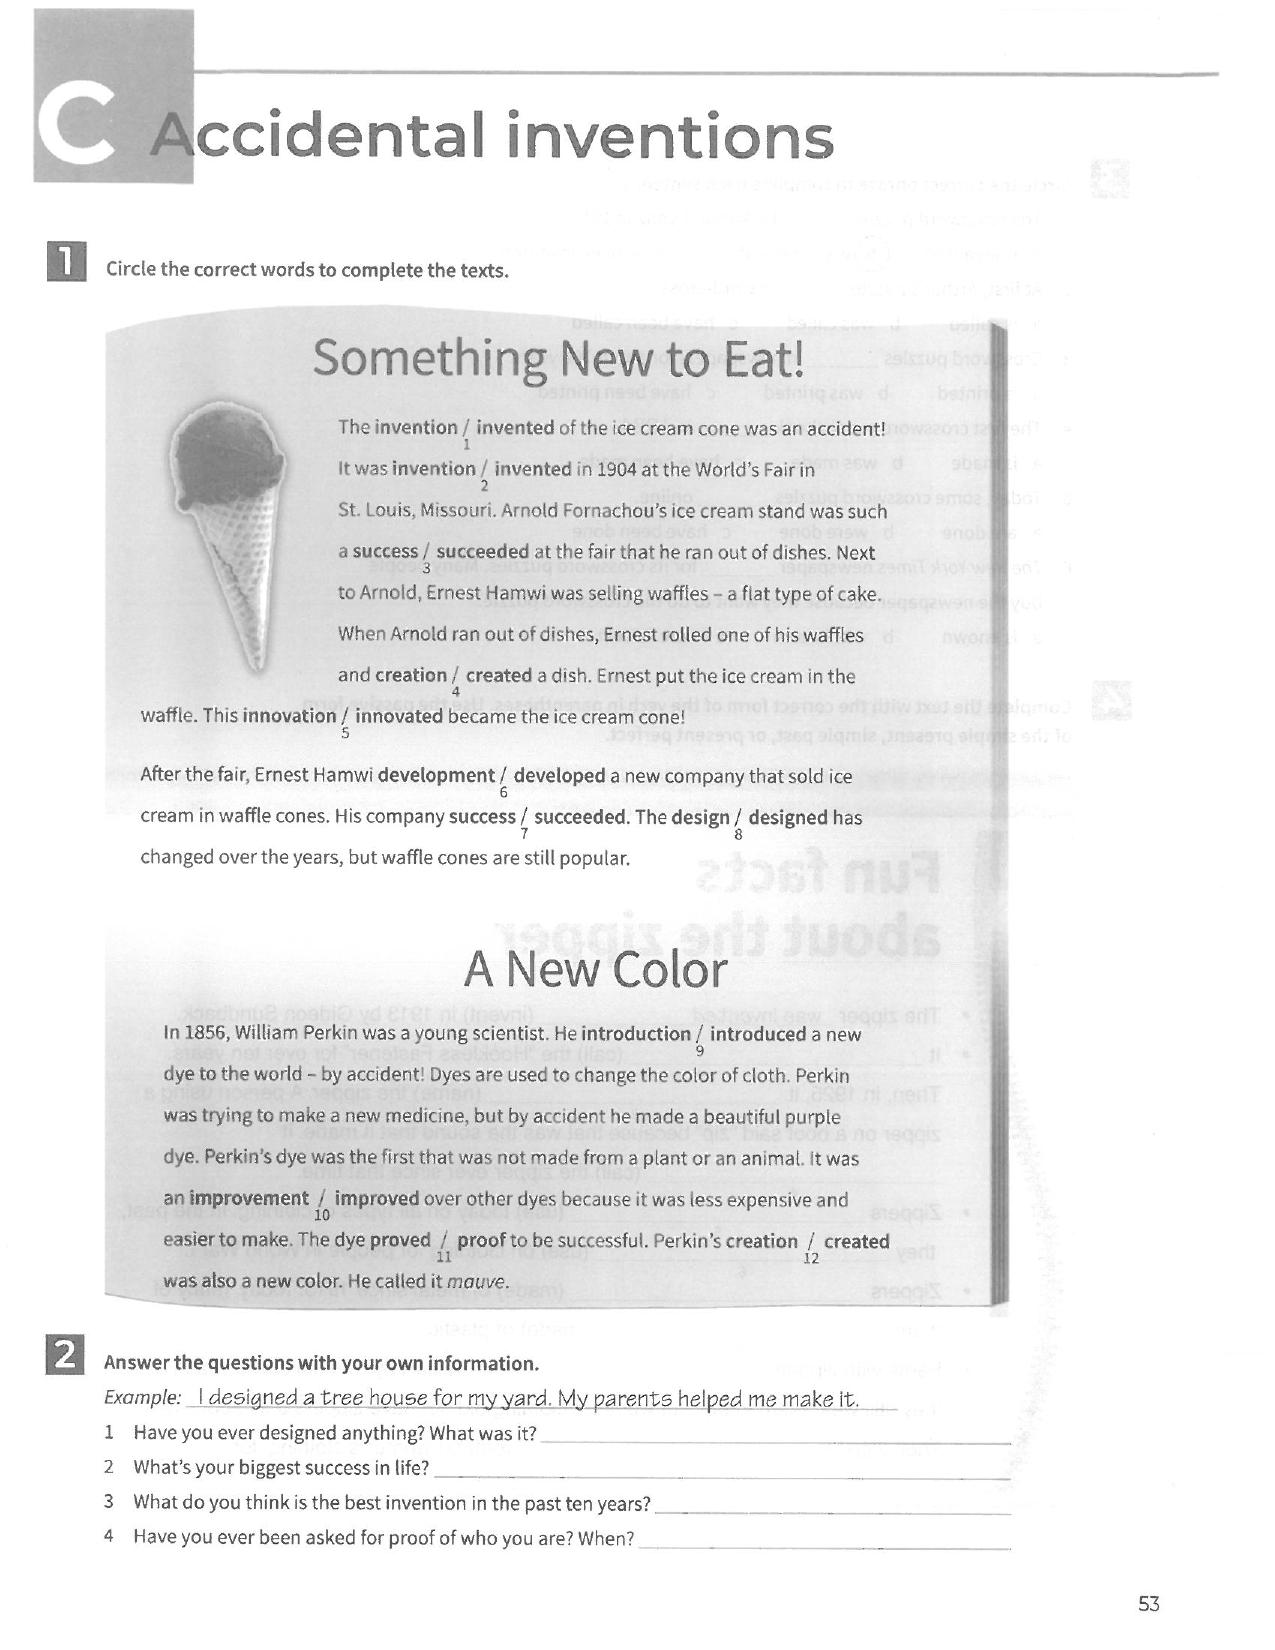 C Accidental inventions
1 Circle the correct words to complete the texts.
Something New to Eat!
The invention / invented of the ice cream cone was an accident!
1
It was invention / invented in 1904 at the World's Fair in
2
St. Louis, Missouri. Arnold Fornachou's ice cream stand was such
a success / succeeded at the fair that he ran out of dishes. Next
3
to Arnold, Ernest Hamwi was selling waffles – a flat type of cake.
When Arnold ran out of dishes, Ernest rolled one of his waffles
and creation / created a dish. Ernest put the ice cream in the
4
waffle. This innovation / innovated became the ice cream cone!
5
After the fair, Ernest Hamwi development / developed a new company that sold ice
6
cream in waffle cones. His company success / succeeded. The design / designed has
7 8
changed over the years, but waffle cones are still popular.
A New Color
In 1856, William Perkin was a young scientist. He introduction / introduced a new
9
dye to the world – by accident! Dyes are used to change the color of cloth. Perkin
was trying to make a new medicine, but by accident he made a beautiful purple
dye. Perkin's dye was the first that was not made from a plant or an animal. It was
an improvement / improved over other dyes because it was less expensive and
10
easier to make. The dye proved / proof to be successful. Perkin's creation / created
11 12
was also a new color. He called it mauve.
2 Answer the questions with your own information.
Example: I designed a tree house for my yard. My parents helped me make it.
1 Have you ever designed anything? What was it?
2 What's your biggest success in life?
3 What do you think is the best invention in the past ten years?
4 Have you ever been asked for proof of who you are? When?
53